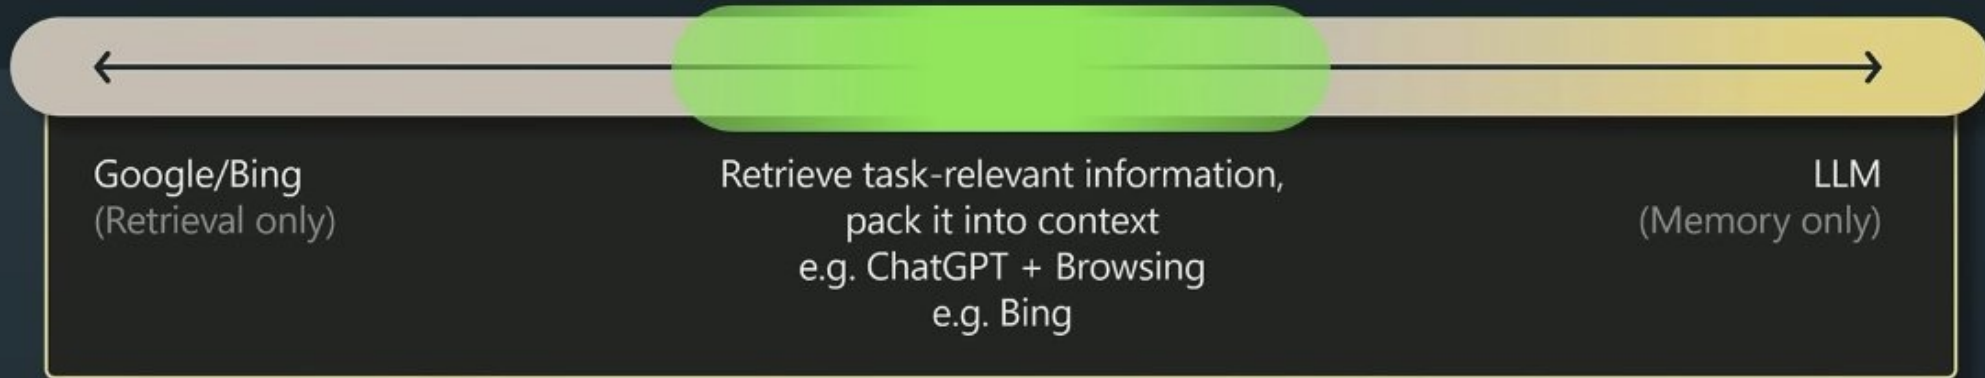 Google/Bing
(Retrieval only)
Retrieve task-relevant information,
pack it into context
e.g. ChatGPT + Browsing
e.g. Bing
LLM
(Memory only)